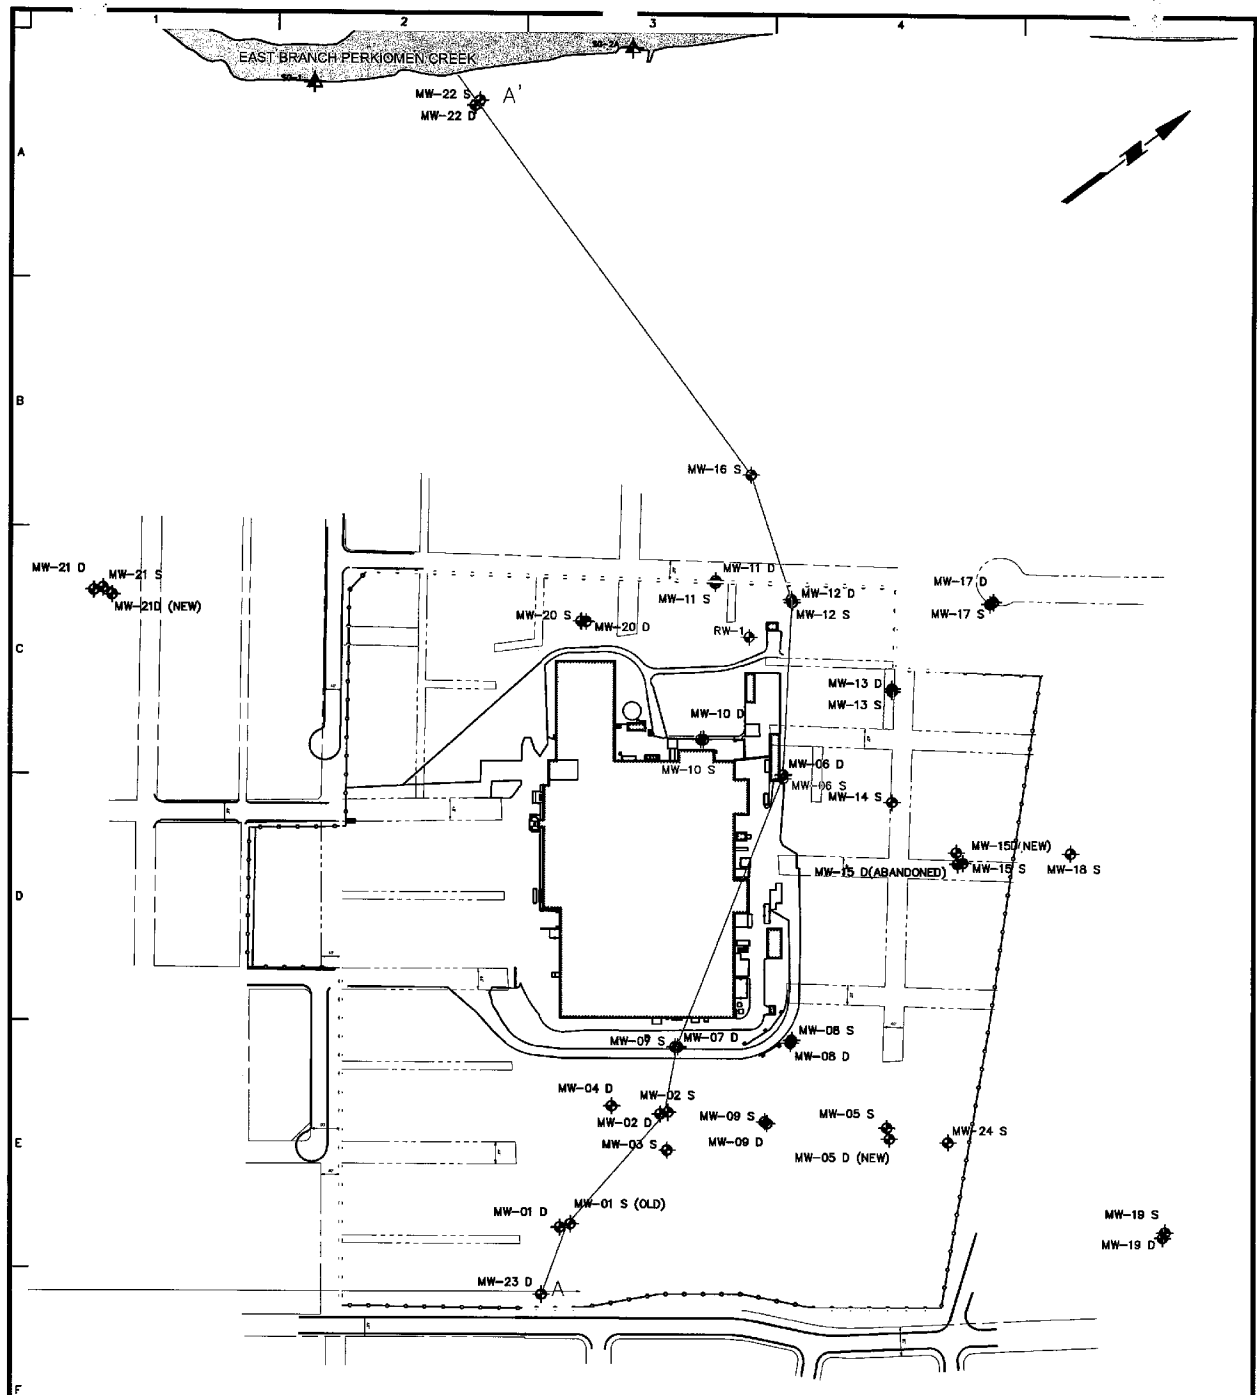 1
2
3
4
EAST BRANCH PERKIOMEN CREEK
MW-22 S
A'
MW-22 D
A
B
MW-16 S
MW-21 D
MW-21 S
MW-21D (NEW)
MW-11 D
MW-11 S
MW-12 D
MW-12 S
MW-17 D
MW-17 S
MW-20 S
MW-20 D
RW-1
C
MW-13 D
MW-13 S
MW-10 D
MW-10 S
MW-06 D
MW-06 S
MW-14 S
MW-15D(NEW)
MW-15 D(ABANDONED)
MW-15 S
MW-18 S
D
MW-07 S
MW-07 D
MW-08 S
MW-08 D
MW-04 D
MW-02 S
MW-02 D
MW-09 S
MW-09 D
MW-05 S
MW-05 D (NEW)
MW-24 S
MW-03 S
E
MW-01 D
MW-01 S (OLD)
MW-19 S
MW-19 D
MW-23 D
A
F